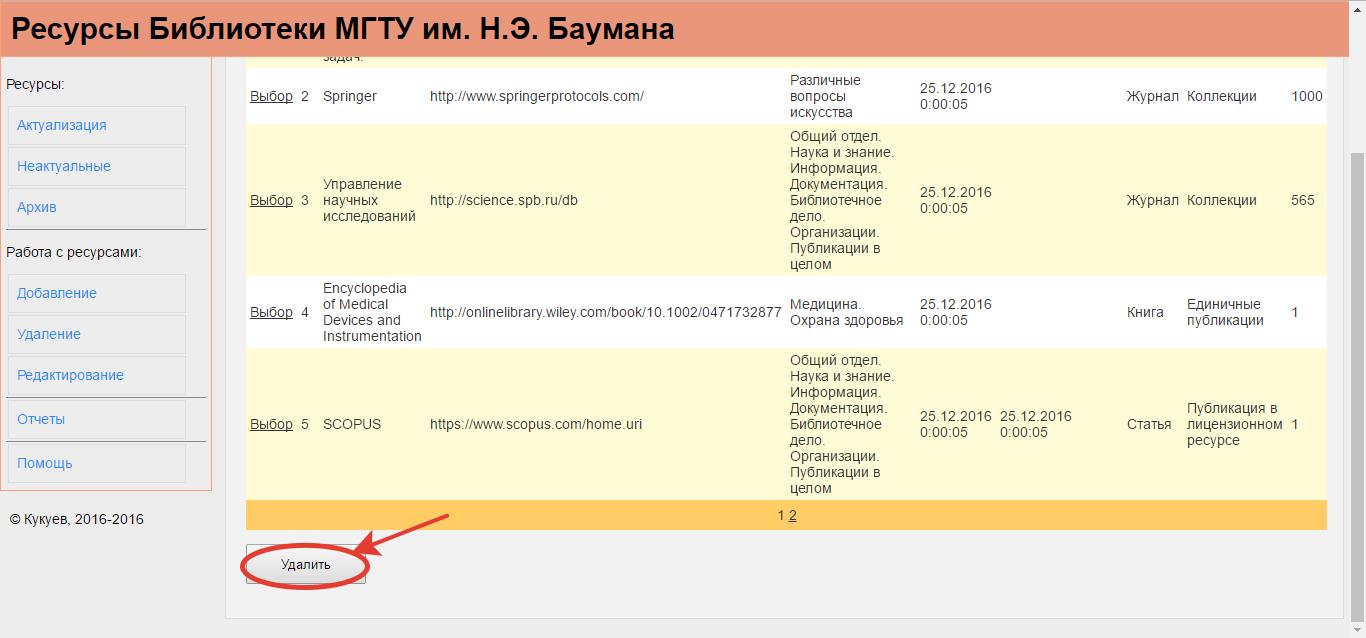 Ресурсы Библиотеки МГТУ им. Н.Э. Баумана
Ресурсы:
Актуализация
Неактуальные
Архив
Работа с ресурсами:
Добавление
Удаление
Редактирование
Отчеты
Помощь
© Кукуев, 2016-2016
задач.
Выбор 2 Springer http://www.springerprotocols.com/ Различные вопросы искусства 25.12.2016 0:00:05 Журнал Коллекции 1000
Выбор 3 Управление научных исследований http://science.spb.ru/db Общий отдел. Наука и знание. Информация. Документация. Библиотечное дело. Организации. Публикации в целом 25.12.2016 0:00:05 Журнал Коллекции 565
Выбор 4 Encyclopedia of Medical Devices and Instrumentation http://onlinelibrary.wiley.com/book/10.1002/0471732877 Медицина. Охрана здоровья 25.12.2016 0:00:05 Книга Единичные публикации 1
Выбор 5 SCOPUS https://www.scopus.com/home.uri Общий отдел. Наука и знание. Информация. Документация. Библиотечное дело. Организации. Публикации в целом 25.12.2016 0:00:05 25.12.2016 0:00:05 Статья Публикация в лицензионном ресурсе 1
1 2
Удалить